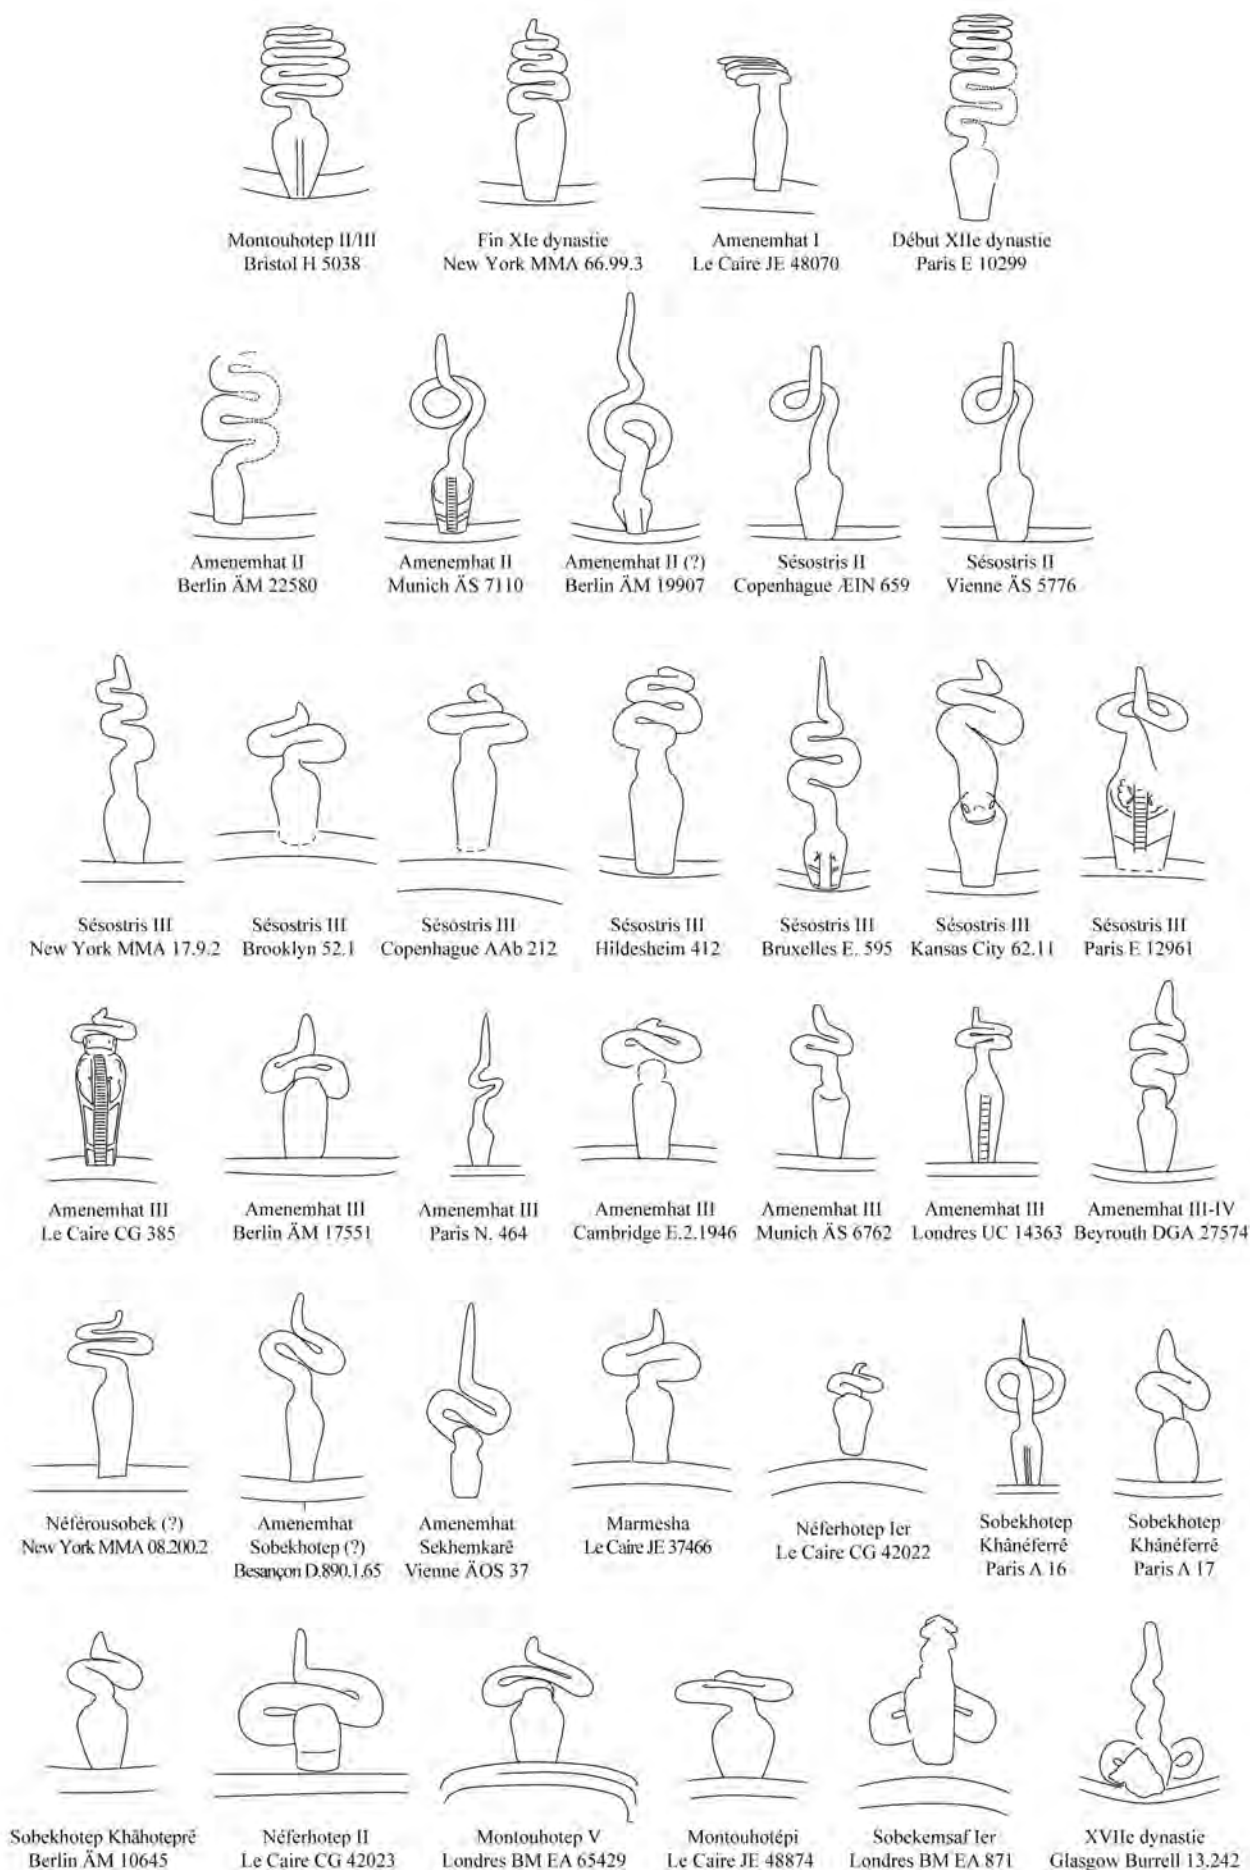 Montouhotep II/III
Bristol H 5038
Fin XIe dynastie
New York MMA 66.99.3
Amenemhat I
Le Caire JE 48070
Début XIIe dynastie
Paris E 10299
Amenemhat II
Berlin ÄM 22580
Amenemhat II
Munich ÄS 7110
Amenemhat II (?)
Berlin ÄM 19907
Sésostris II
Copenhague ÆIN 659
Sésostris II
Vienne ÄS 5776
Sésostris III
New York MMA 17.9.2
Sésostris III
Brooklyn 52.1
Sésostris III
Copenhague AAb 212
Sésostris III
Hildesheim 412
Sésostris III
Bruxelles E. 595
Sésostris III
Kansas City 62.11
Sésostris III
Paris E 12961
Amenemhat III
Le Caire CG 385
Amenemhat III
Berlin ÄM 17551
Amenemhat III
Paris N. 464
Amenemhat III
Cambridge E.2.1946
Amenemhat III
Munich ÄS 6762
Amenemhat III
Londres UC 14363
Amenemhat III-IV
Beyrouth DGA 27574
Néférousobek (?)
New York MMA 08.200.2
Amenemhat
Sobekhotep (?)
Besançon D.890.1.65
Amenemhat
Sekhemkarê
Vienne ÄOS 37
Marmesha
Le Caire JE 37466
Néferhotep Ier
Le Caire CG 42022
Sobekhotep
Khânéferrê
Paris A 16
Sobekhotep
Khânéferrê
Paris A 17
Sobekhotep Khâhoteprê
Berlin ÄM 10645
Néferhotep II
Le Caire CG 42023
Montouhotep V
Londres BM EA 65429
Montouhotépi
Le Caire JE 48874
Sobekemsaf Ier
Londres BM EA 871
XVIIe dynastie
Glasgow Burrell 13.242